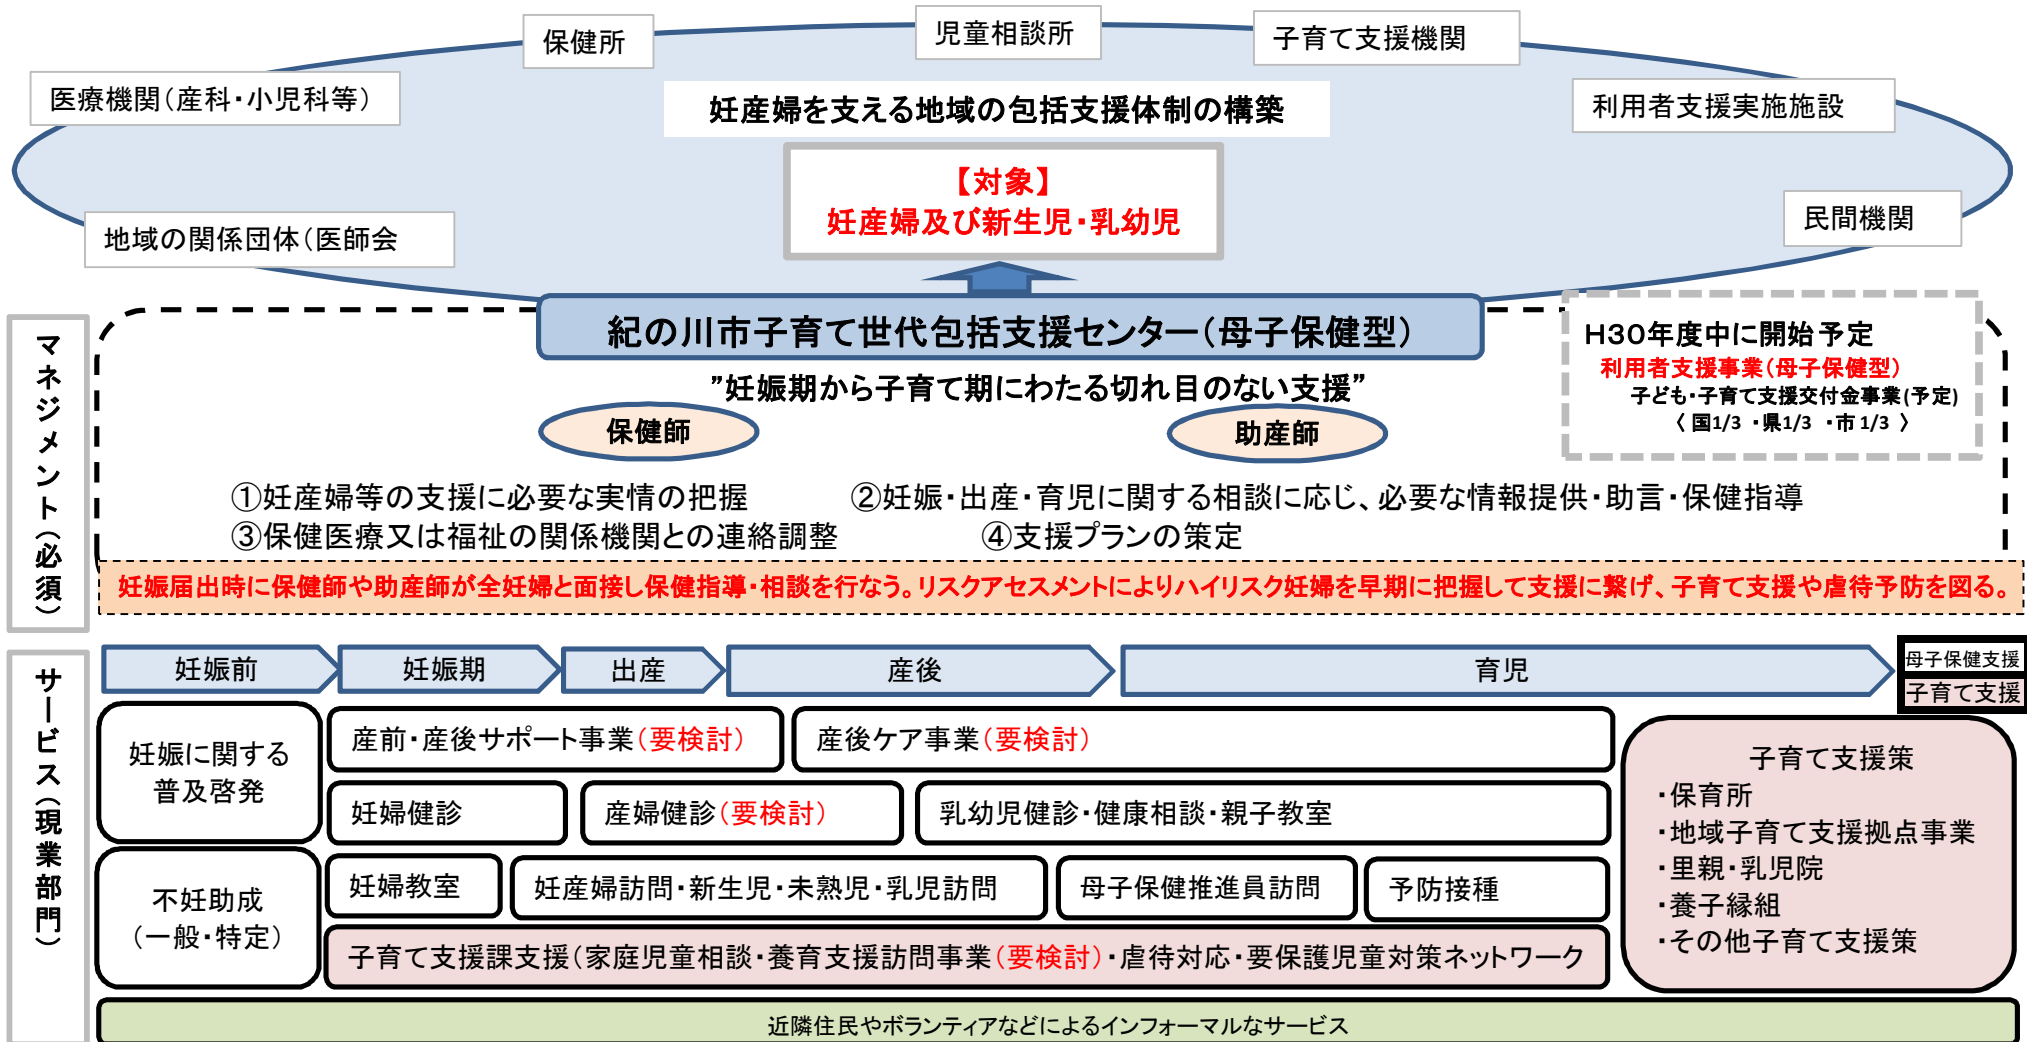 保健所
児童相談所
子育て支援機関
医療機関(産科・小児科等)
妊産婦を支える地域の包括支援体制の構築
利用者支援実施施設
【対象】
妊産婦及び新生児・乳幼児
地域の関係団体(医師会
民間機関
マネジメント(必須)
紀の川市子育て世代包括支援センター(母子保健型)
"妊娠期から子育て期にわたる切れ目のない支援"
保健師
助産師
H30年度中に開始予定
利用者支援事業(母子保健型)
子ども・子育て支援交付金事業(予定)
〈 国1/3 ・県1/3 ・市 1/3 〉
①妊産婦等の支援に必要な実情の把握
②妊娠・出産・育児に関する相談に応じ、必要な情報提供・助言・保健指導
③保健医療又は福祉の関係機関との連絡調整
④支援プランの策定
妊娠届出時に保健師や助産師が全妊婦と面接し保健指導・相談を行なう。リスクアセスメントによりハイリスク妊婦を早期に把握して支援に繋げ、子育て支援や虐待予防を図る。
サービス(現業部門)
妊娠前
妊娠期
出産
産後
育児
母子保健支援
子育て支援
妊娠に関する
普及啓発
産前・産後サポート事業(要検討)
産後ケア事業(要検討)
妊婦健診
産婦健診(要検討)
乳幼児健診・健康相談・親子教室
不妊助成
(一般・特定)
妊婦教室
妊産婦訪問・新生児・未熟児・乳児訪問
母子保健推進員訪問
予防接種
子育て支援課支援(家庭児童相談・養育支援訪問事業(要検討)・虐待対応・要保護児童対策ネットワーク
子育て支援策
・保育所
・地域子育て支援拠点事業
・里親・乳児院
・養子縁組
・その他子育て支援策
近隣住民やボランティアなどによるインフォーマルなサービス